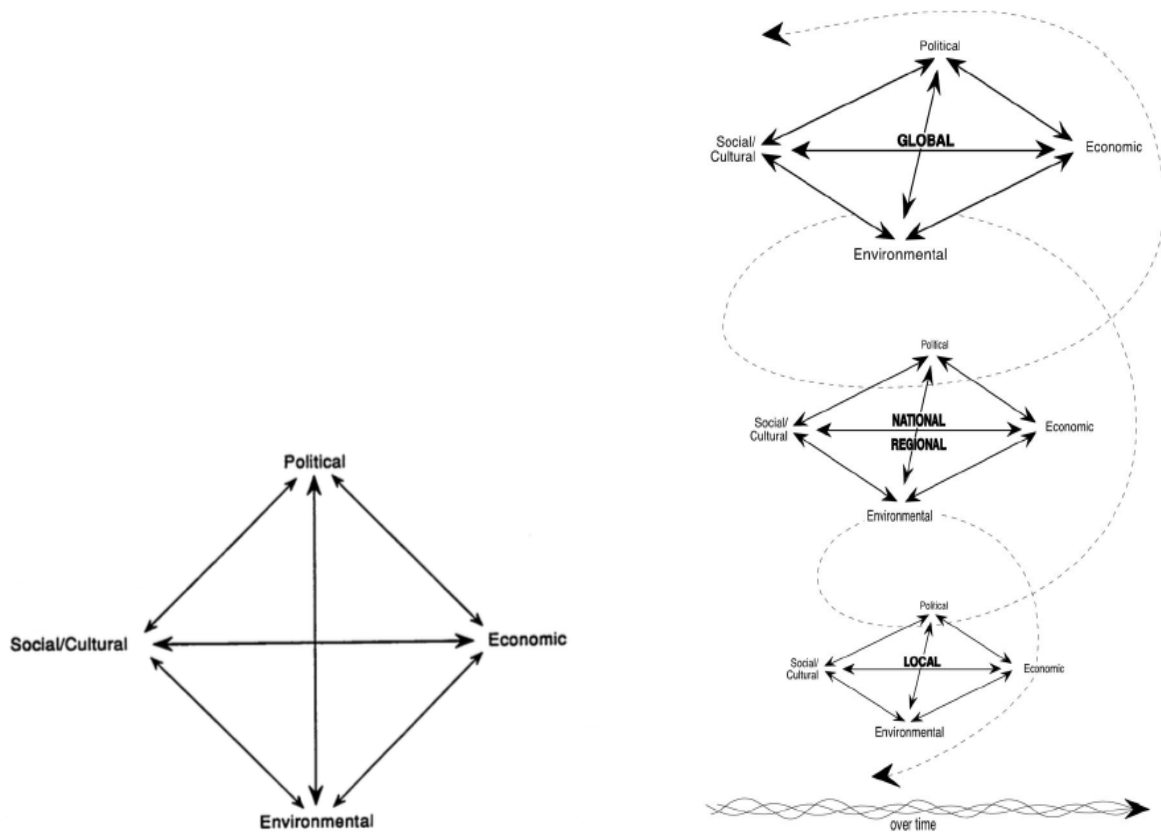 Political
Social/Cultural
Economic
Environmental
Political
Social/
Cultural
GLOBAL
Economic
Environmental
Political
Social/
Cultural
NATIONAL
REGIONAL
Economic
Environmental
Political
Social/
Cultural
LOCAL
Economic
Environmental
over time